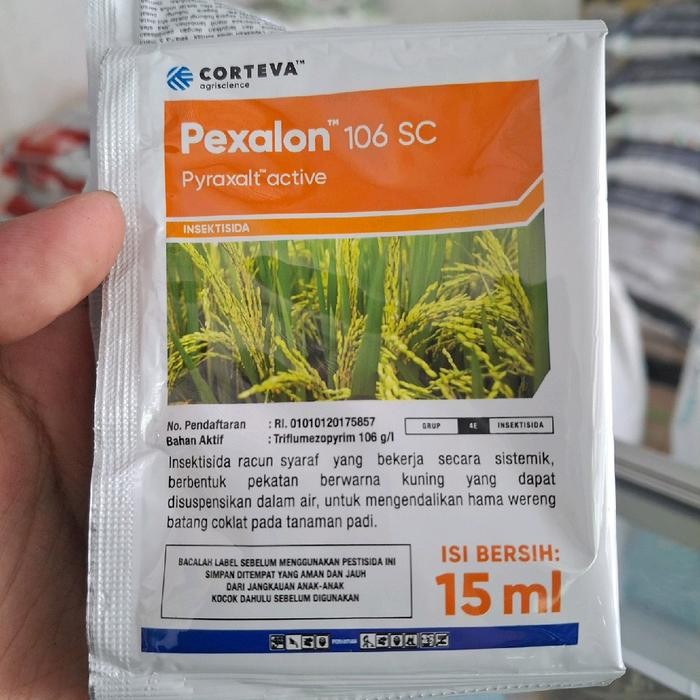 CORTEVA™
agriscience
Pexalon™ 106 SC
Pyraxalt™active
INSEKTISIDA
No. Pendaftaran : RI. 01010120175857
Bahan Aktif : Triflumezopyrim 106 g/l
GRUP 4E INSEKTISIDA
Insektisida racun syaraf yang bekerja secara sistemik,
berbentuk pekatan berwarna kuning yang dapat
disuspensikan dalam air, untuk mengendalikan hama wereng
batang coklat pada tanaman padi.
BACALAH LABEL SEBELUM MENGGUNAKAN PESTISIDA INI
SIMPAN DITEMPAT YANG AMAN DAN JAUH
DARI JANGKAUAN ANAK-ANAK
KOCOK DAHULU SEBELUM DIGUNAKAN
ISI BERSIH:
15 ml